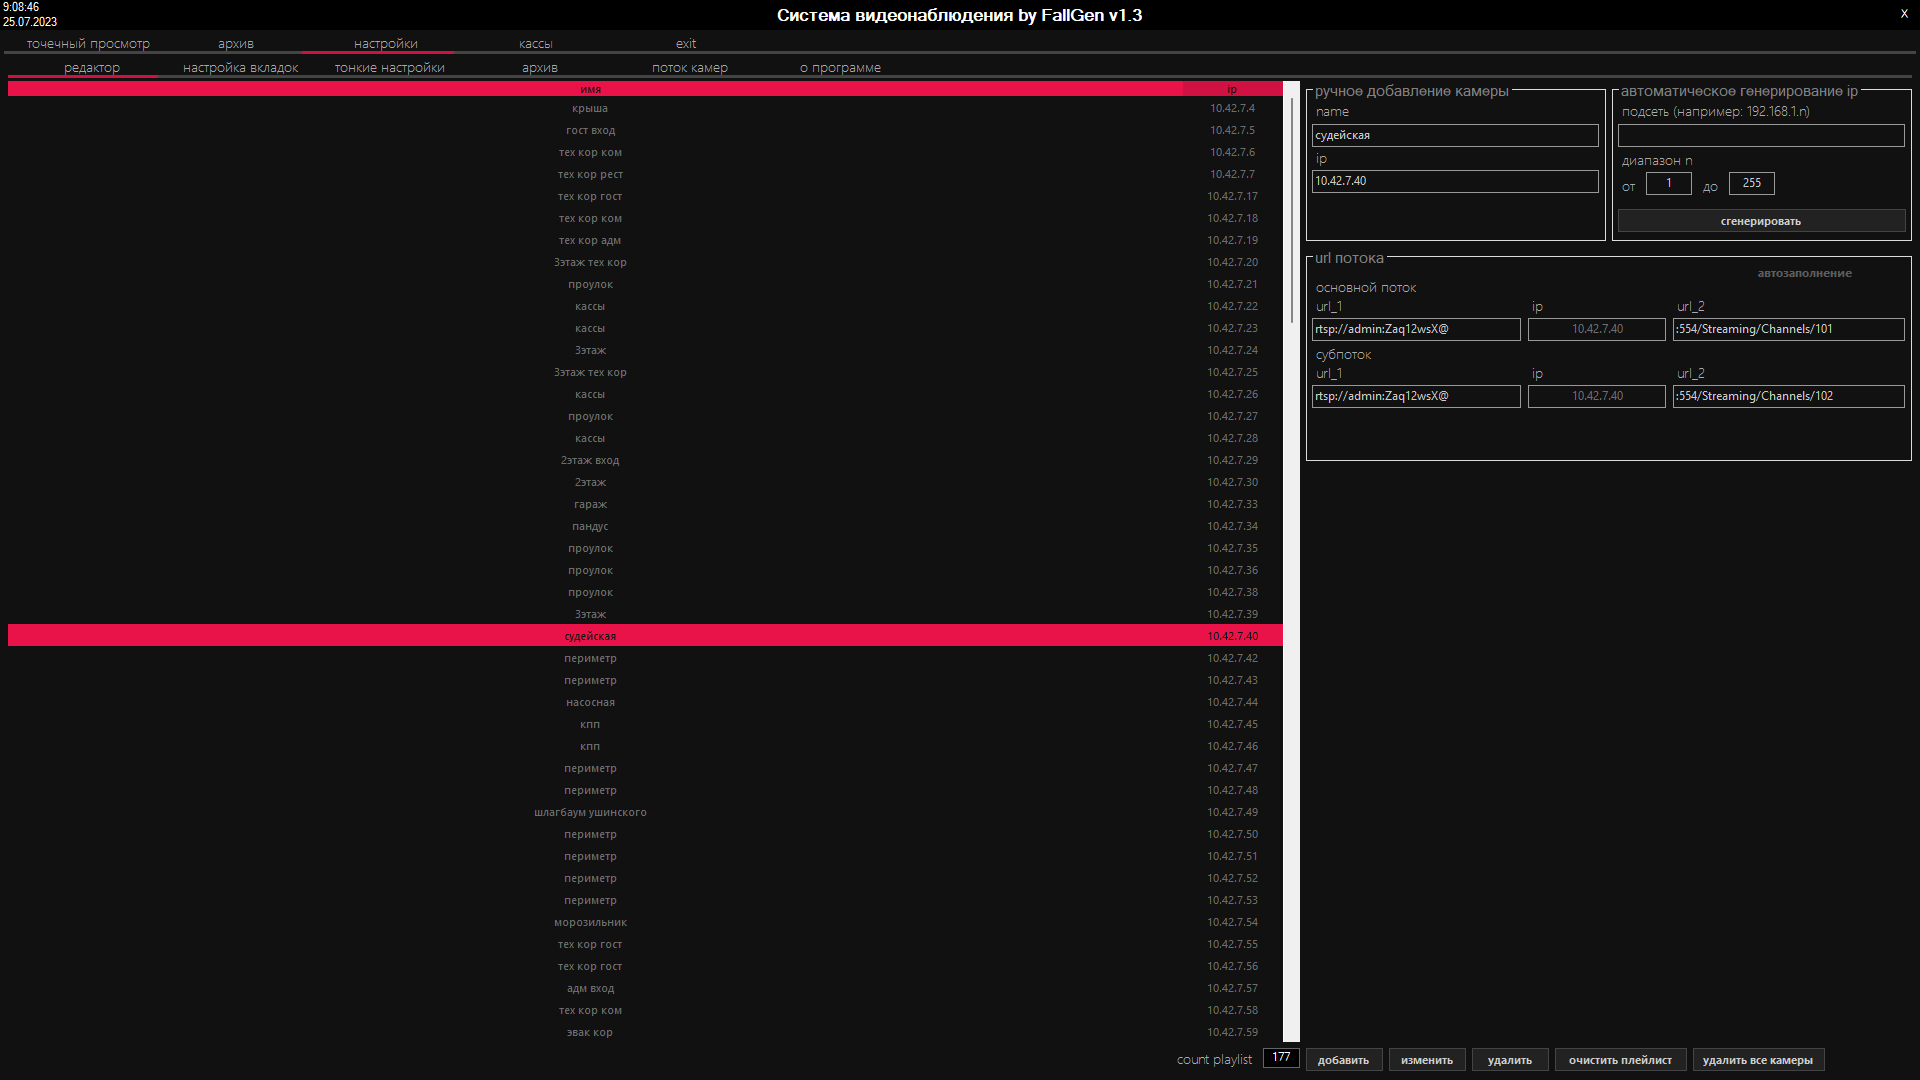 9:08:46
25.07.2023
Система видеонаблюдения by FallGen v1.3
X
точечный просмотр архив настройки кассы exit
редактор настройка вкладок тонкие настройки архив поток камер о программе
имя ip
крыша 10.42.7.4
гост вход 10.42.7.5
тех кор ком 10.42.7.6
тех кор рест 10.42.7.7
тех кор гост 10.42.7.17
тех кор ком 10.42.7.18
тех кор адм 10.42.7.19
3этаж тех кор 10.42.7.20
проулок 10.42.7.21
кассы 10.42.7.22
кассы 10.42.7.23
3этаж 10.42.7.24
3этаж тех кор 10.42.7.25
кассы 10.42.7.26
проулок 10.42.7.27
кассы 10.42.7.28
2этаж вход 10.42.7.29
2этаж 10.42.7.30
гараж 10.42.7.33
пандус 10.42.7.34
проулок 10.42.7.35
проулок 10.42.7.36
проулок 10.42.7.38
3этаж 10.42.7.39
судейская 10.42.7.40
периметр 10.42.7.42
периметр 10.42.7.43
насосная 10.42.7.44
кпп 10.42.7.45
кпп 10.42.7.46
периметр 10.42.7.47
периметр 10.42.7.48
шлагбаум ушинского 10.42.7.49
периметр 10.42.7.50
периметр 10.42.7.51
периметр 10.42.7.52
периметр 10.42.7.53
морозильник 10.42.7.54
тех кор гост 10.42.7.55
тех кор гост 10.42.7.56
адм вход 10.42.7.57
тех кор ком 10.42.7.58
эвак кор 10.42.7.59
ручное добавление камеры
name
судейская
ip
10.42.7.40
автоматическое генерирование ip
подсеть (например: 192.168.1.n)
диапазон n
от 1 до 255
сгенерировать
url потока
автозаполнение
основной поток
url_1 ip url_2
rtsp://admin:Zaq12wsX@ 10.42.7.40 :554/Streaming/Channels/101
субпоток
url_1 ip url_2
rtsp://admin:Zaq12wsX@ 10.42.7.40 :554/Streaming/Channels/102
count playlist 177 добавить изменить удалить очистить плейлист удалить все камеры